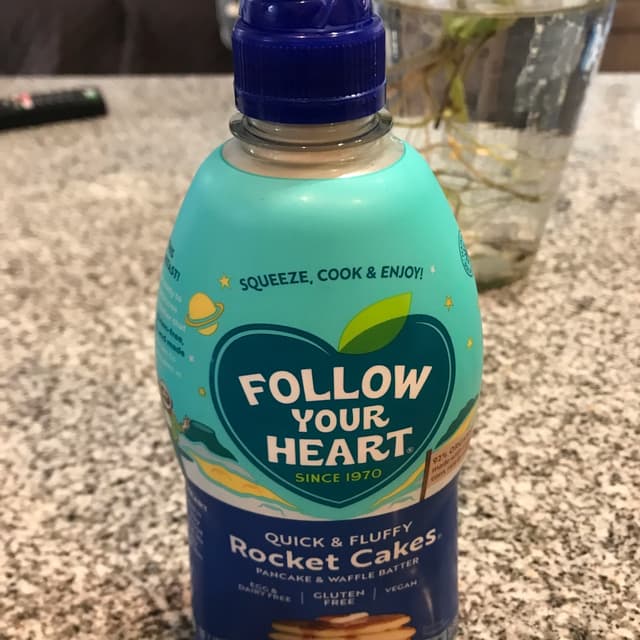 SQUEEZE, COOK & ENJOY!
FOLLOW
YOUR
HEART®
SINCE 1970
QUICK & FLUFFY
Rocket Cakes
PANCAKE & WAFFLE BATTER
EGG &
DAIRY FREE
GLUTEN
FREE
VEGAN